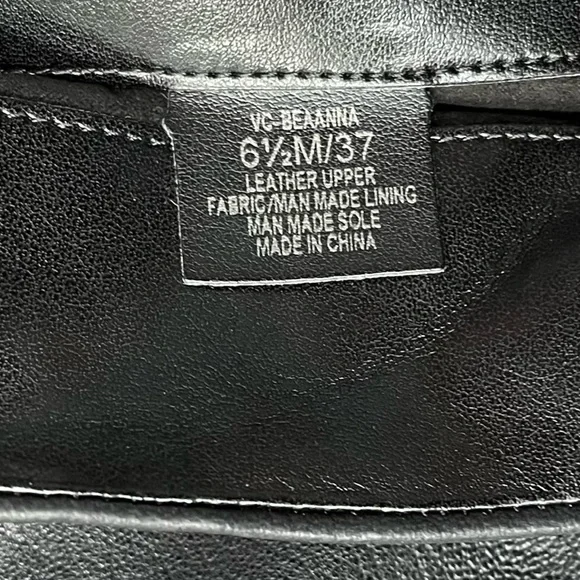 VC-BEAANNA
6½M/37
LEATHER UPPER
FABRIC/MAN MADE LINING
MAN MADE SOLE
MADE IN CHINA